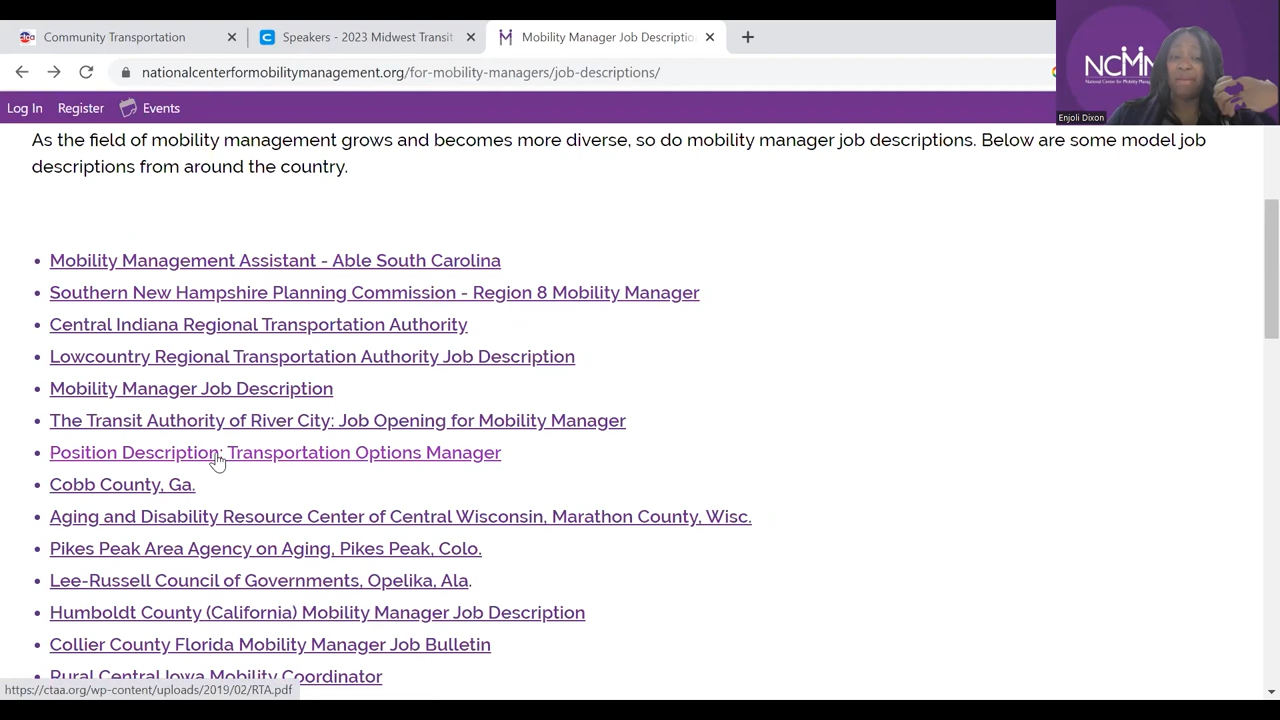 Community Transportation
Speakers - 2023 Midwest Transit
Mobility Manager Job Descriptio
nationalcenterformobilitymanagement.org/for-mobility-managers/job-descriptions/
NCMM
Enjoli Dixon
Log In Register Events
As the field of mobility management grows and becomes more diverse, so do mobility manager job descriptions. Below are some model job
descriptions from around the country.
Mobility Management Assistant - Able South Carolina
Southern New Hampshire Planning Commission - Region 8 Mobility Manager
Central Indiana Regional Transportation Authority
Lowcountry Regional Transportation Authority Job Description
Mobility Manager Job Description
The Transit Authority of River City: Job Opening for Mobility Manager
Position Description: Transportation Options Manager
Cobb County, Ga.
Aging and Disability Resource Center of Central Wisconsin, Marathon County, Wisc.
Pikes Peak Area Agency on Aging, Pikes Peak, Colo.
Lee-Russell Council of Governments, Opelika, Ala.
Humboldt County (California) Mobility Manager Job Description
Collier County Florida Mobility Manager Job Bulletin
Rural Central Iowa Mobility Coordinator
https://ctaa.org/wp-content/uploads/2019/02/RTA.pdf